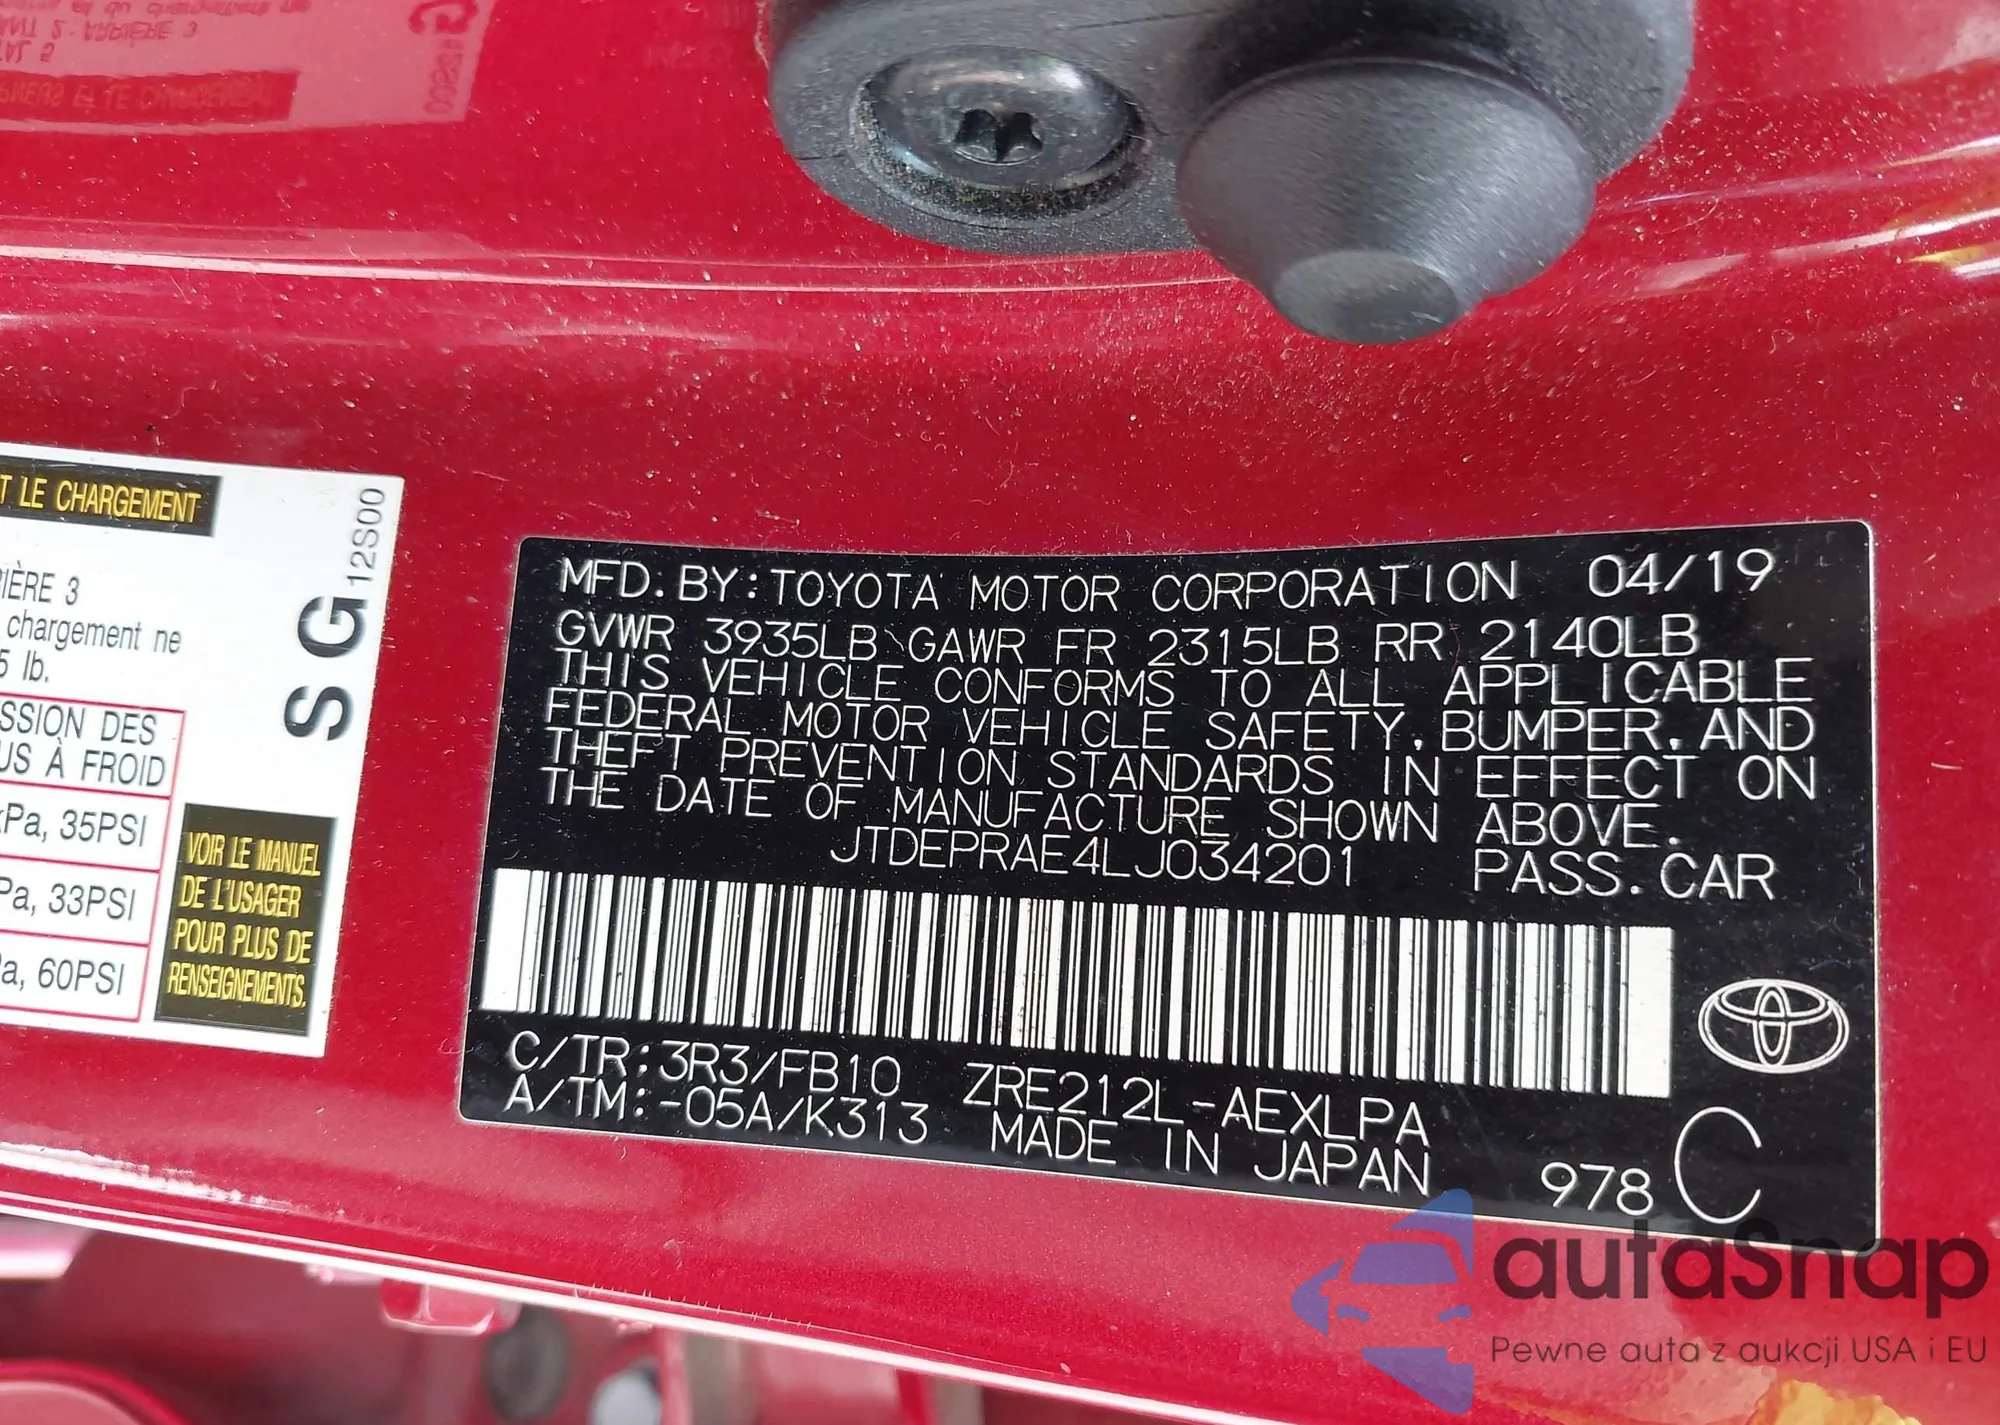 T LE CHARGEMENT
12S00
S G
IÈRE 3
chargement ne
5 lb.
SSION DES
US À FROID
kPa, 35PSI
Pa, 33PSI
Pa, 60PSI
VOIR LE MANUEL
DE L'USAGER
POUR PLUS DE
RENSEIGNEMENTS.
MFD. BY: TOYOTA MOTOR CORPORATION 04/19
GVWR 3935LB GAWR FR 2315LB RR 2140LB
THIS VEHICLE CONFORMS TO ALL APPLICABLE
FEDERAL MOTOR VEHICLE SAFETY, BUMPER, AND
THEFT PREVENTION STANDARDS IN EFFECT ON
THE DATE OF MANUFACTURE SHOWN ABOVE.
JTDEPRAE4LJ034201 PASS. CAR
C/TR: 3R3/FB10 ZRE212L-AEXLPA
A/TM: -05A/K313 MADE IN JAPAN
978 C
autaSnap
Pewne auta z aukcji USA i EU